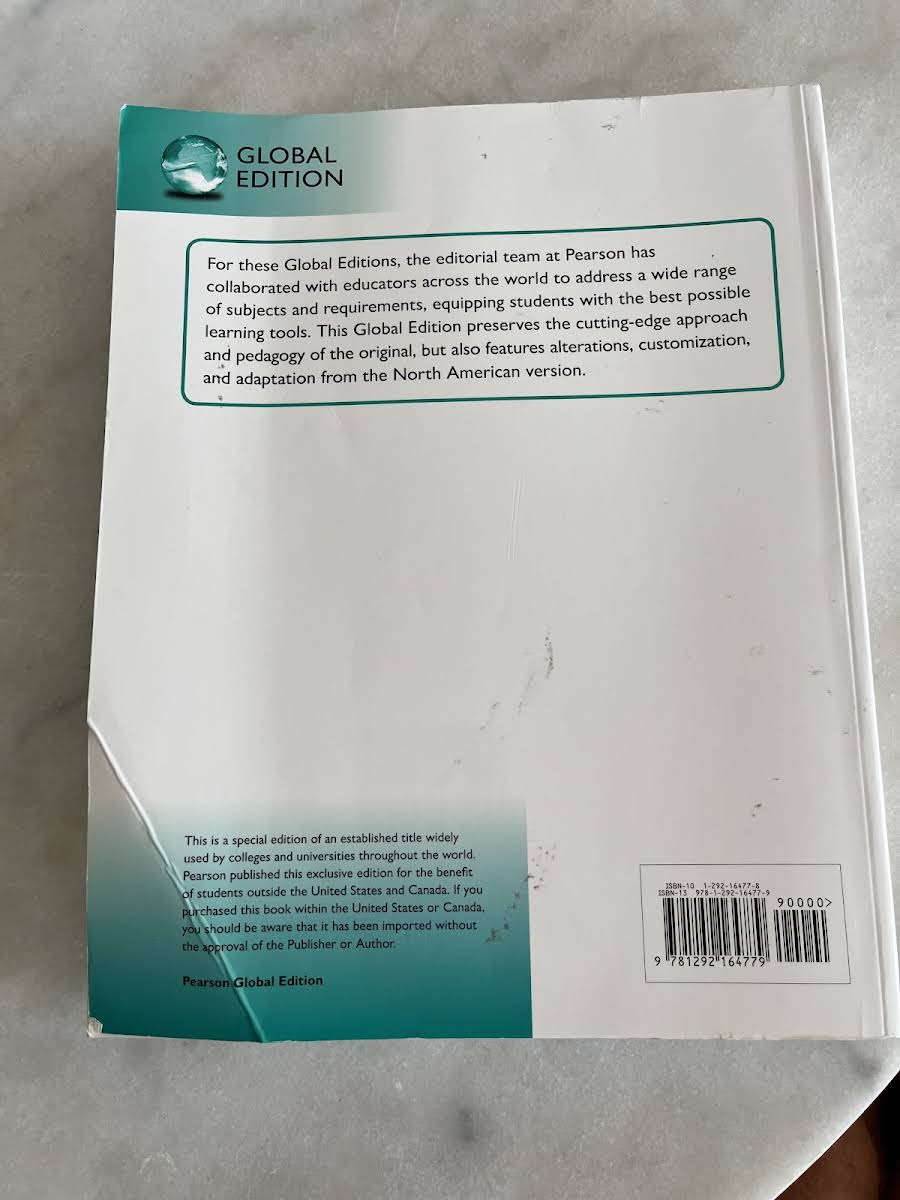 GLOBAL
EDITION
For these Global Editions, the editorial team at Pearson has
collaborated with educators across the world to address a wide range
of subjects and requirements, equipping students with the best possible
learning tools. This Global Edition preserves the cutting-edge approach
and pedagogy of the original, but also features alterations, customization,
and adaptation from the North American version.
This is a special edition of an established title widely
used by colleges and universities throughout the world.
Pearson published this exclusive edition for the benefit
of students outside the United States and Canada. If you
purchased this book within the United States or Canada,
you should be aware that it has been imported without
the approval of the Publisher or Author.
Pearson Global Edition
ISBN-10 1-292-16477-8
ISBN-13 978-1-292-16477-9
90000>
9 781292 164779